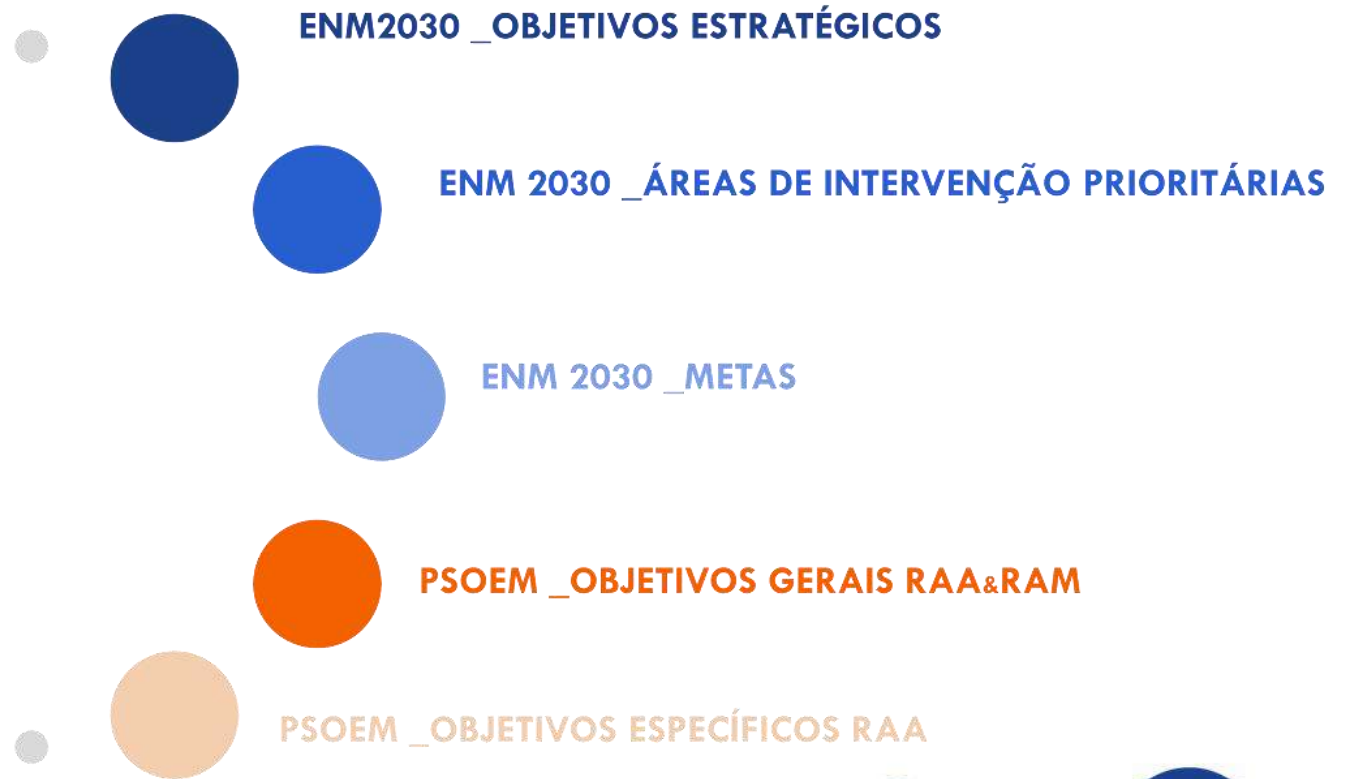 ENM2030 _OBJETIVOS ESTRATÉGICOS
ENM 2030 _ÁREAS DE INTERVENÇÃO PRIORITÁRIAS
ENM 2030 _METAS
PSOEM _OBJETIVOS GERAIS RAA&RAM
PSOEM _OBJETIVOS ESPECÍFICOS RAA